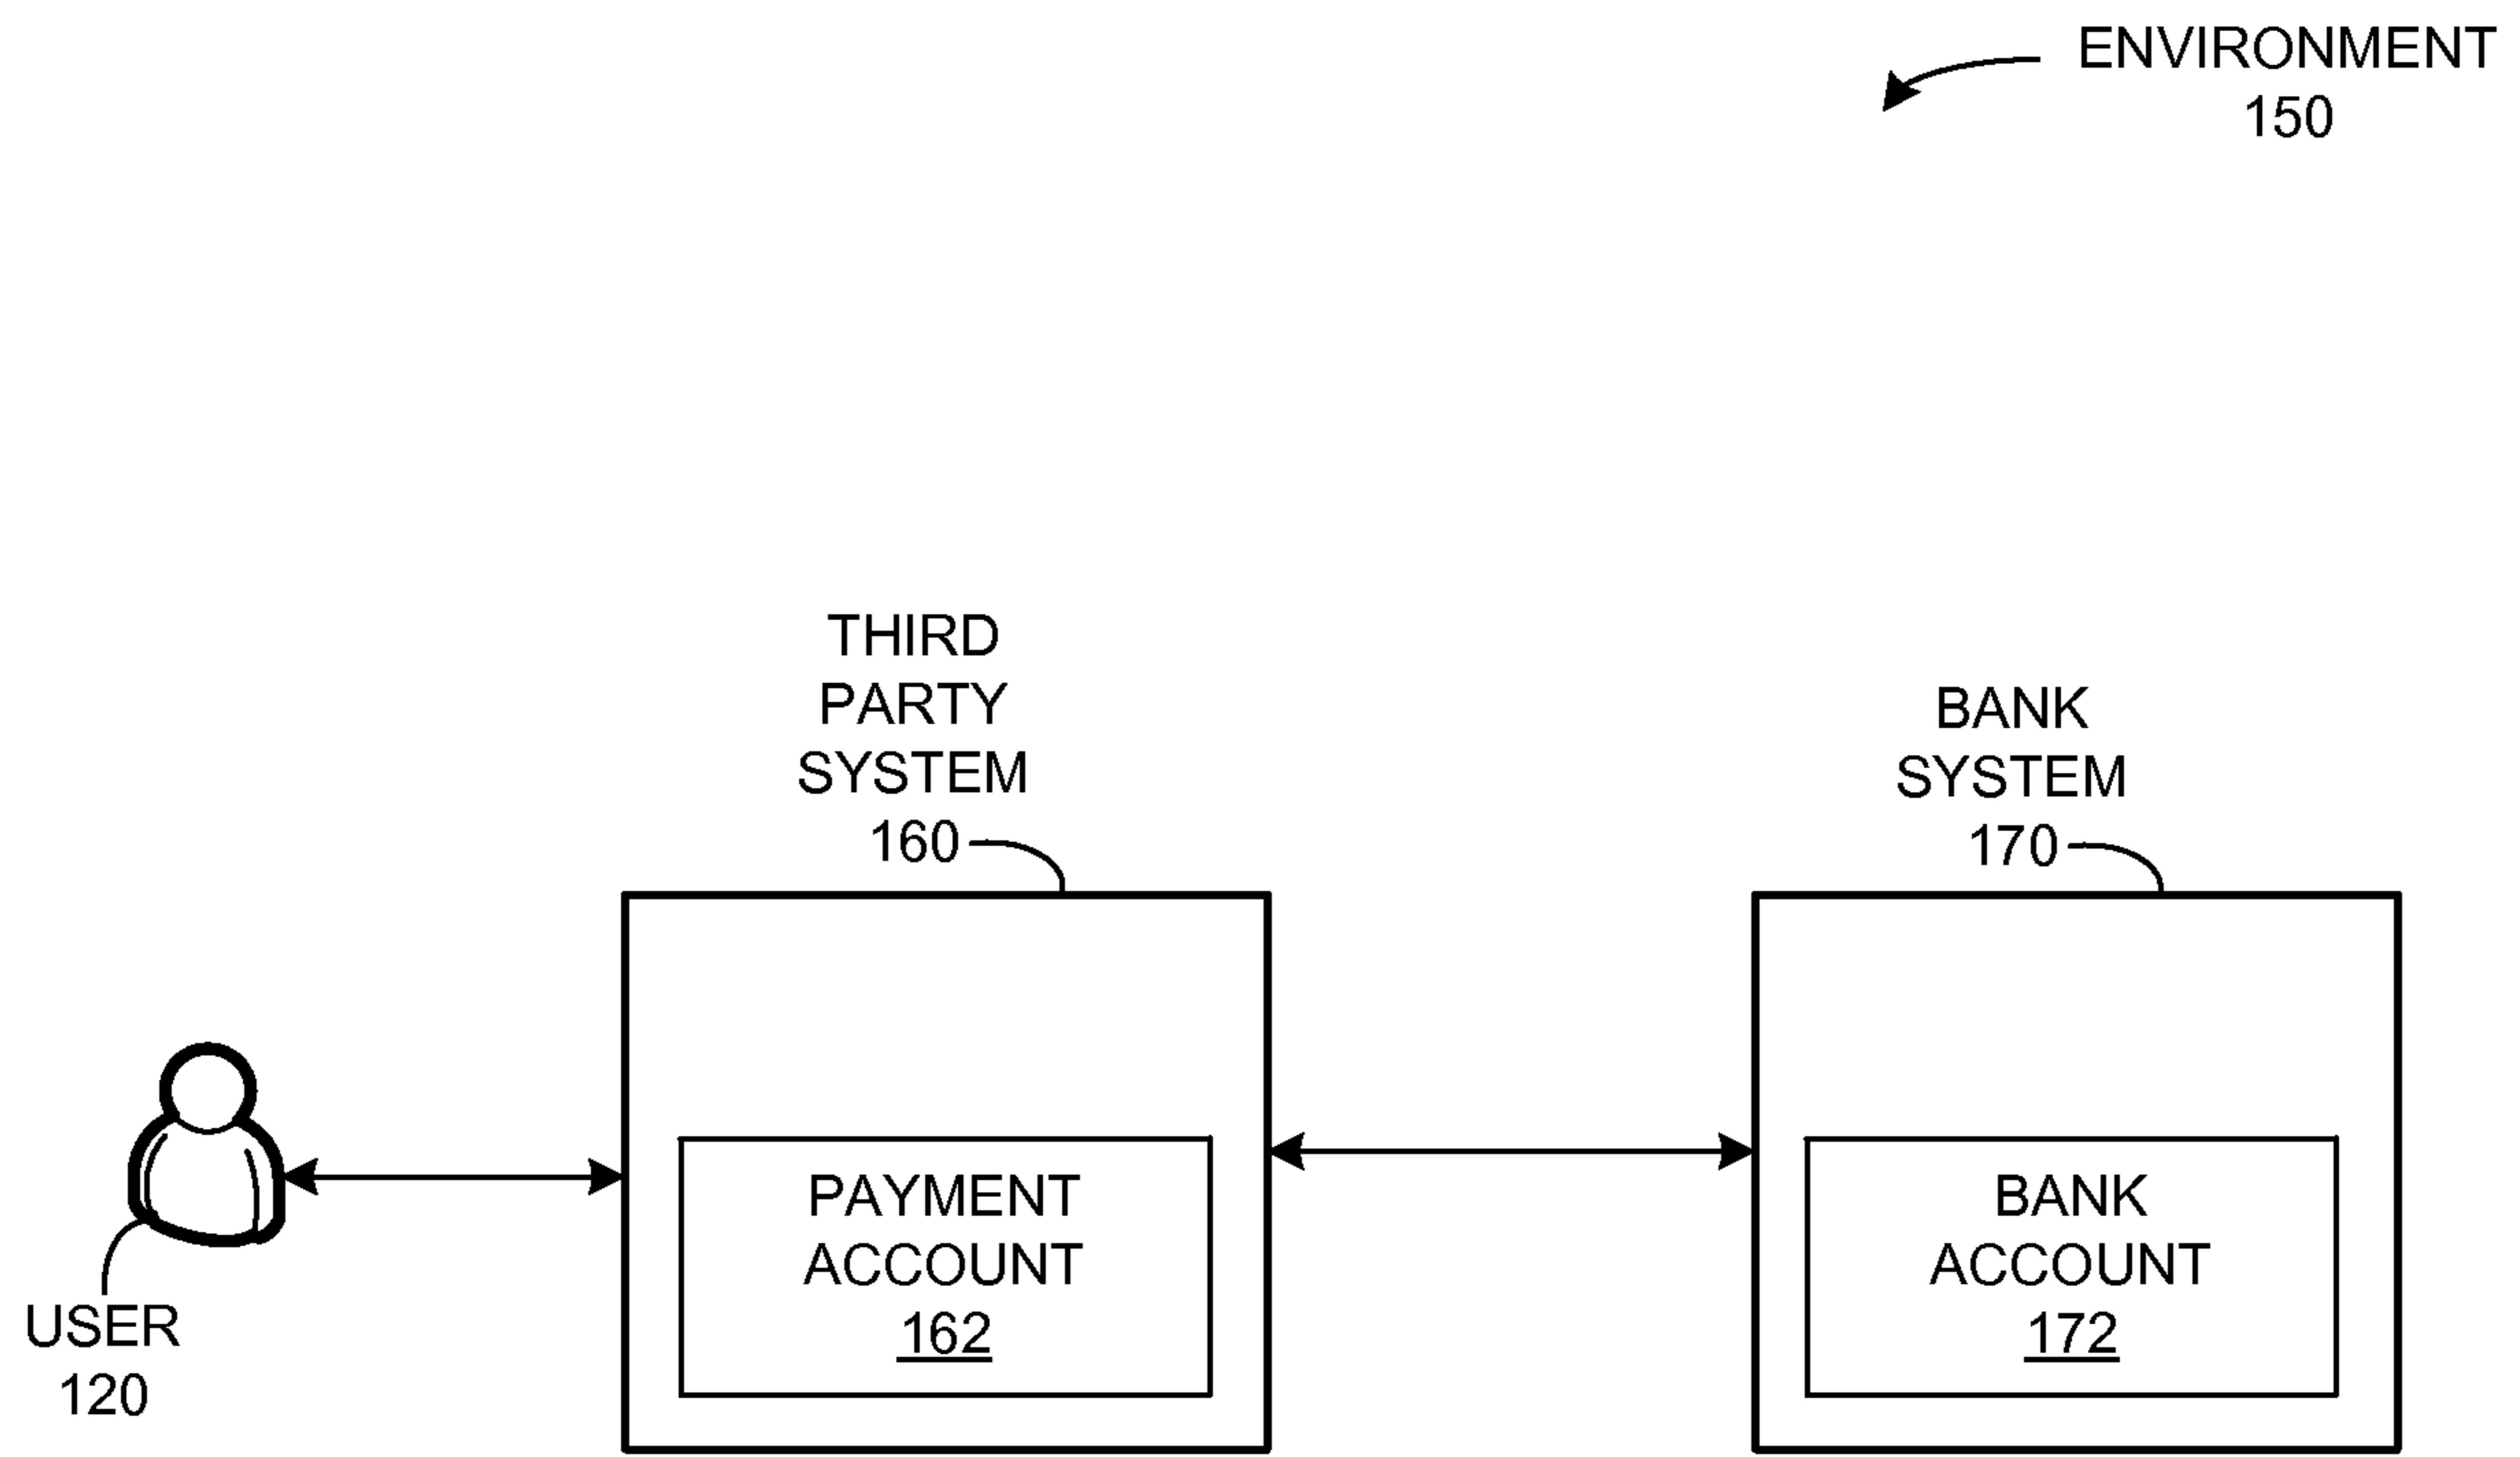 ENVIRONMENT
150
THIRD
PARTY
SYSTEM
160
BANK
SYSTEM
170
PAYMENT
ACCOUNT
162
BANK
ACCOUNT
172
USER
120